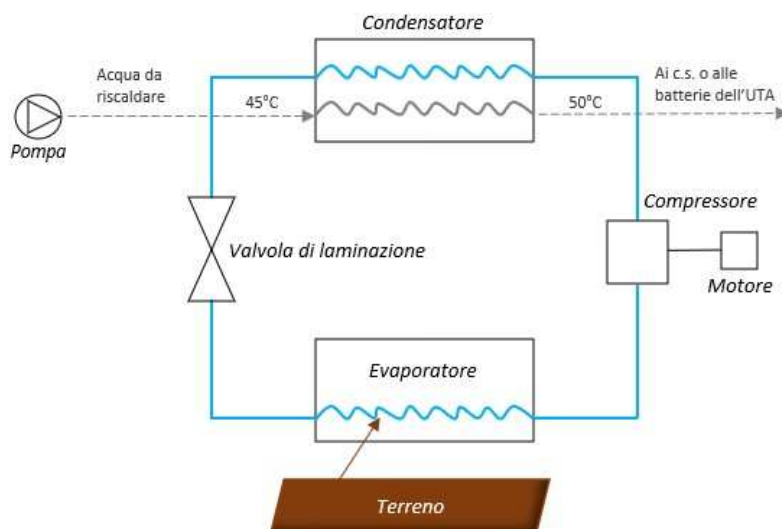 Condensatore
Acqua da
riscaldare
45°C
50°C
Ai c.s. o alle
batterie dell'UTA
Pompa
Compressore
Valvola di laminazione
Motore
Evaporatore
Terreno